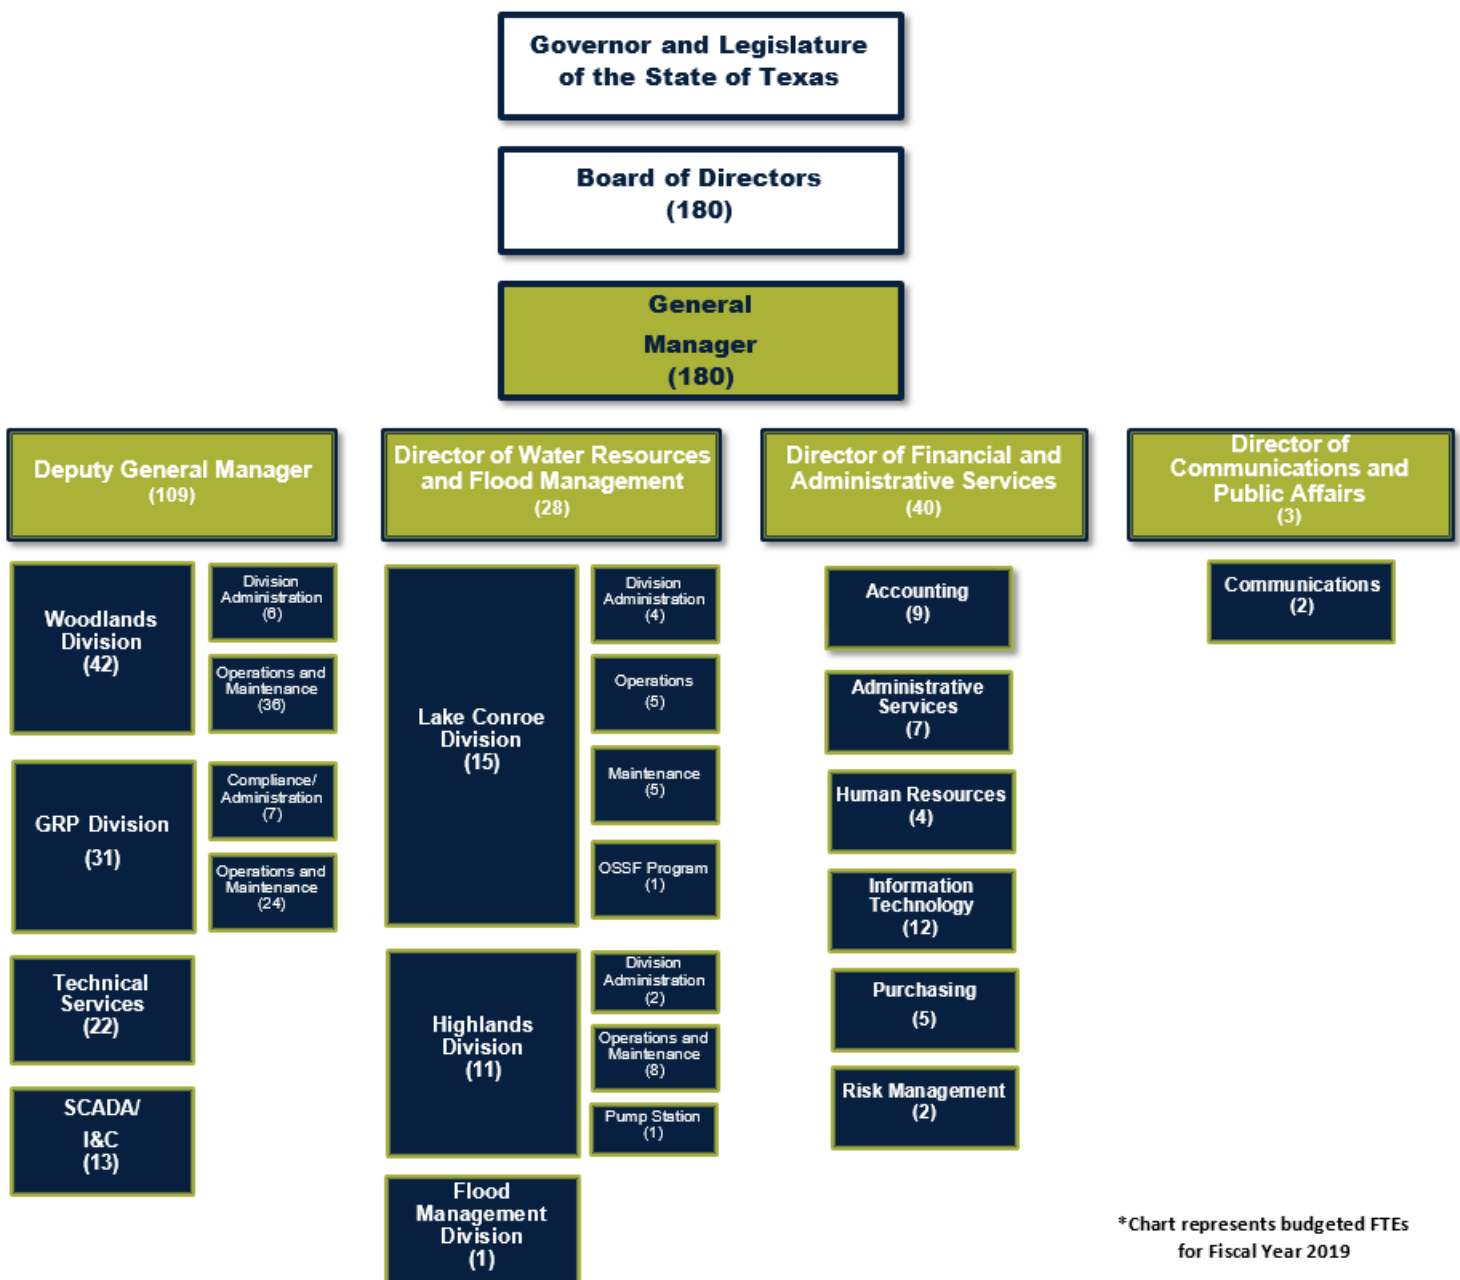 Governor and Legislature
of the State of Texas
Board of Directors
(180)
General
Manager
(180)
Deputy General Manager
(109)
Woodlands
Division
(42)
Division
Administration
(6)
Operations and
Maintenance
(36)
GRP Division
(31)
Compliance/
Administration
(7)
Operations and
Maintenance
(24)
Technical
Services
(22)
SCADA/
I&C
(13)
Director of Water Resources
and Flood Management
(28)
Lake Conroe
Division
(15)
Division
Administration
(4)
Operations
(5)
Maintenance
(5)
OSSF Program
(1)
Highlands
Division
(11)
Division
Administration
(2)
Operations and
Maintenance
(8)
Pump Station
(1)
Flood
Management
Division
(1)
Director of Financial and
Administrative Services
(40)
Accounting
(9)
Administrative
Services
(7)
Human Resources
(4)
Information
Technology
(12)
Purchasing
(5)
Risk Management
(2)
Director of
Communications and
Public Affairs
(3)
Communications
(2)
*Chart represents budgeted FTEs
for Fiscal Year 2019